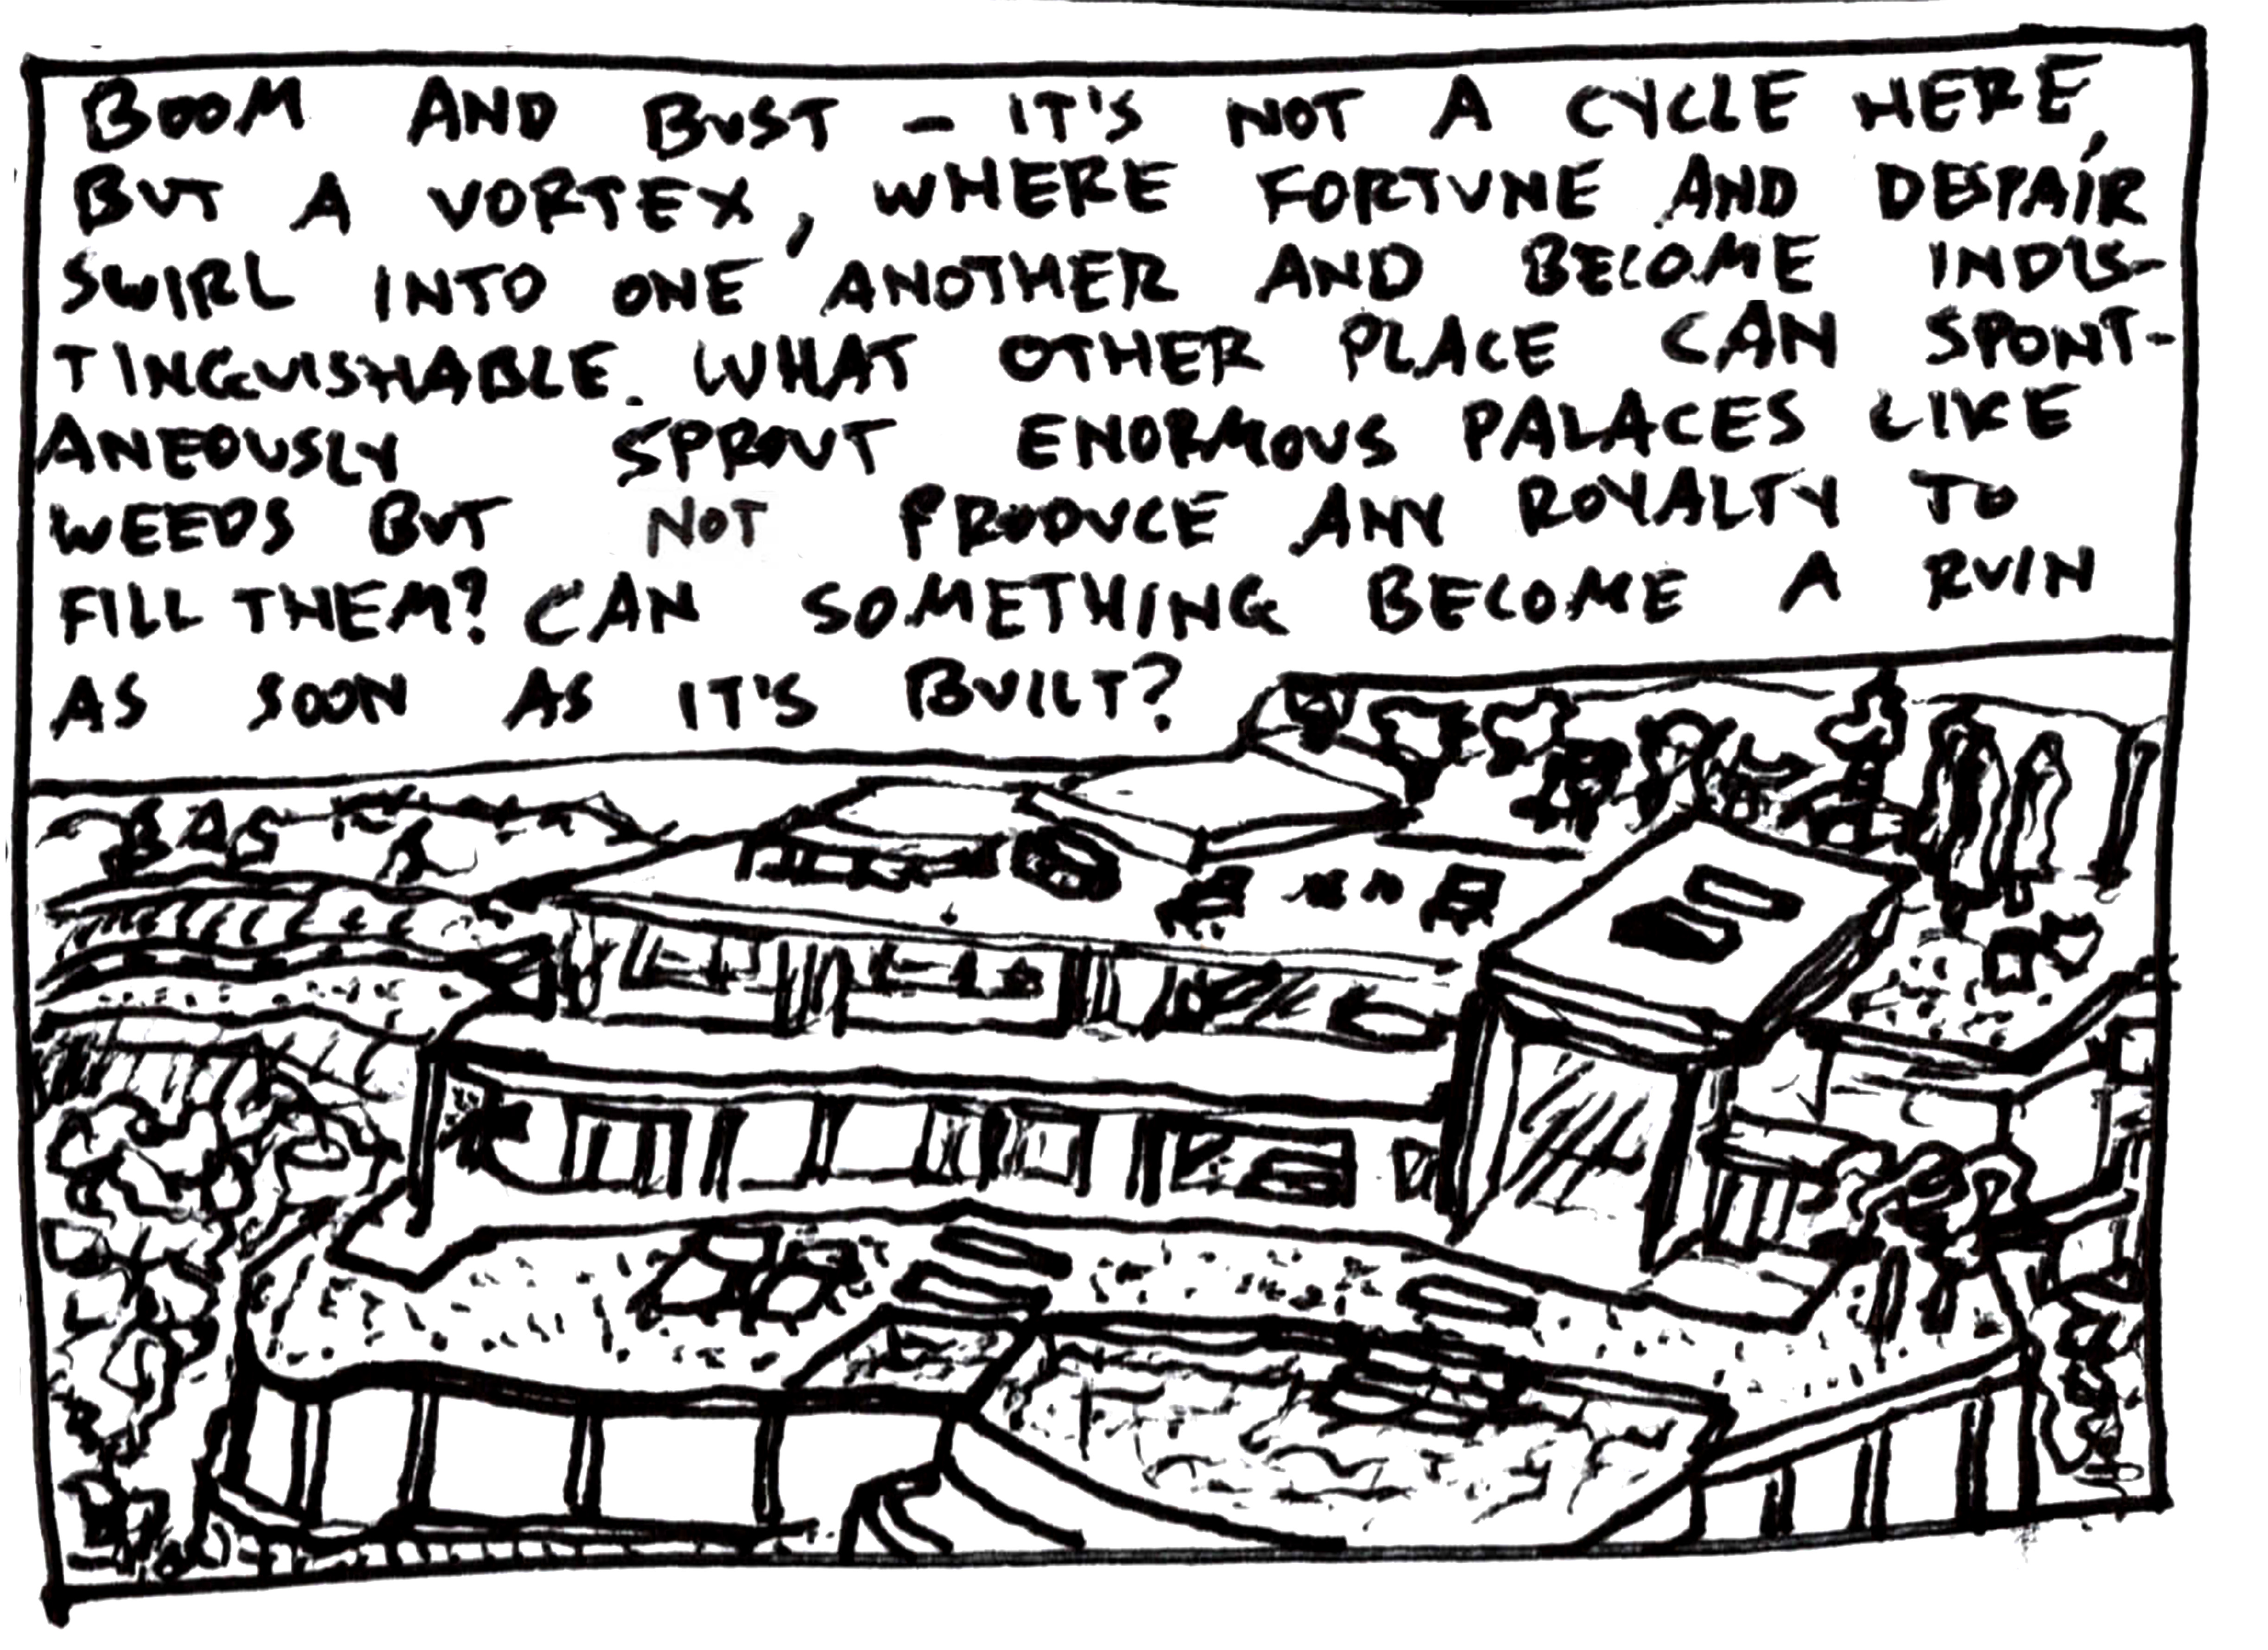 BOOM AND BUST - IT'S NOT A CYCLE HERE,
BUT A VORTEX, WHERE FORTUNE AND DESPAIR
SWIRL INTO ONE ANOTHER AND BECOME INDIS-
TINGUISHABLE. WHAT OTHER PLACE CAN SPONT-
ANEOUSLY SPROUT ENORMOUS PALACES LIKE
WEEDS BUT NOT PRODUCE ANY ROYALTY TO
FILL THEM? CAN SOMETHING BECOME A RUIN
AS SOON AS IT'S BUILT?